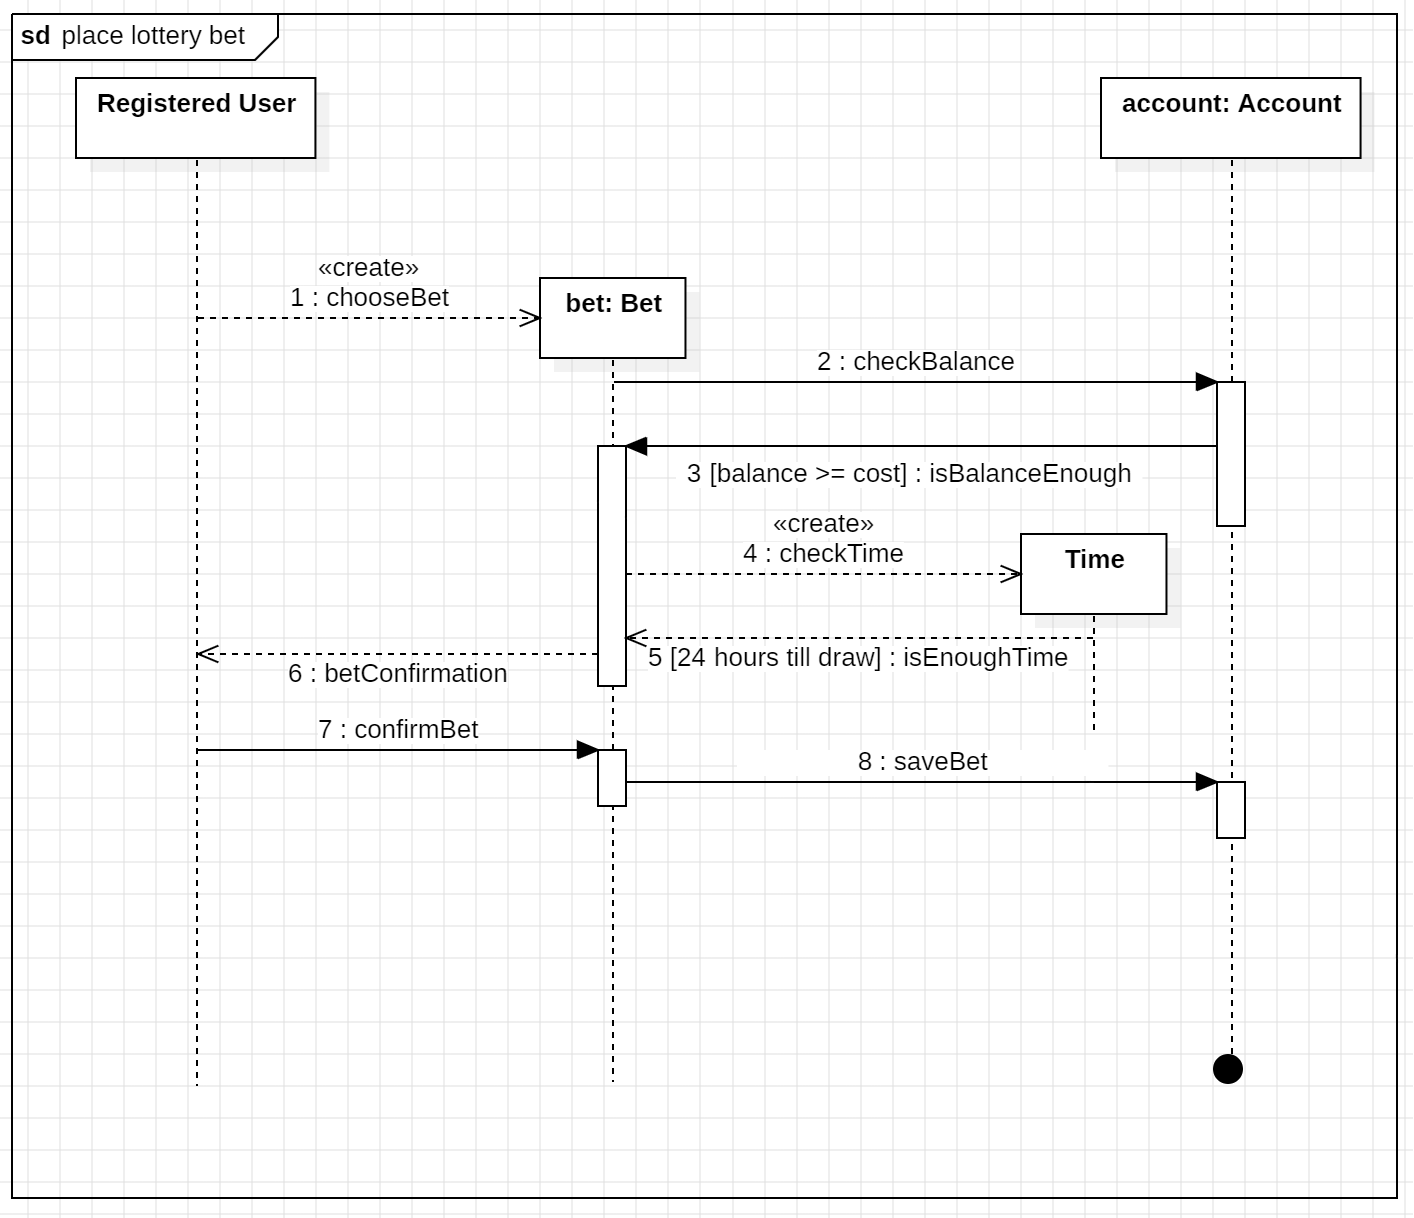 sd place lottery bet
Registered User
account: Account
«create»
1 : chooseBet
bet: Bet
2 : checkBalance
3 [balance >= cost] : isBalanceEnough
«create»
4 : checkTime
Time
5 [24 hours till draw] : isEnoughTime
6 : betConfirmation
7 : confirmBet
8 : saveBet